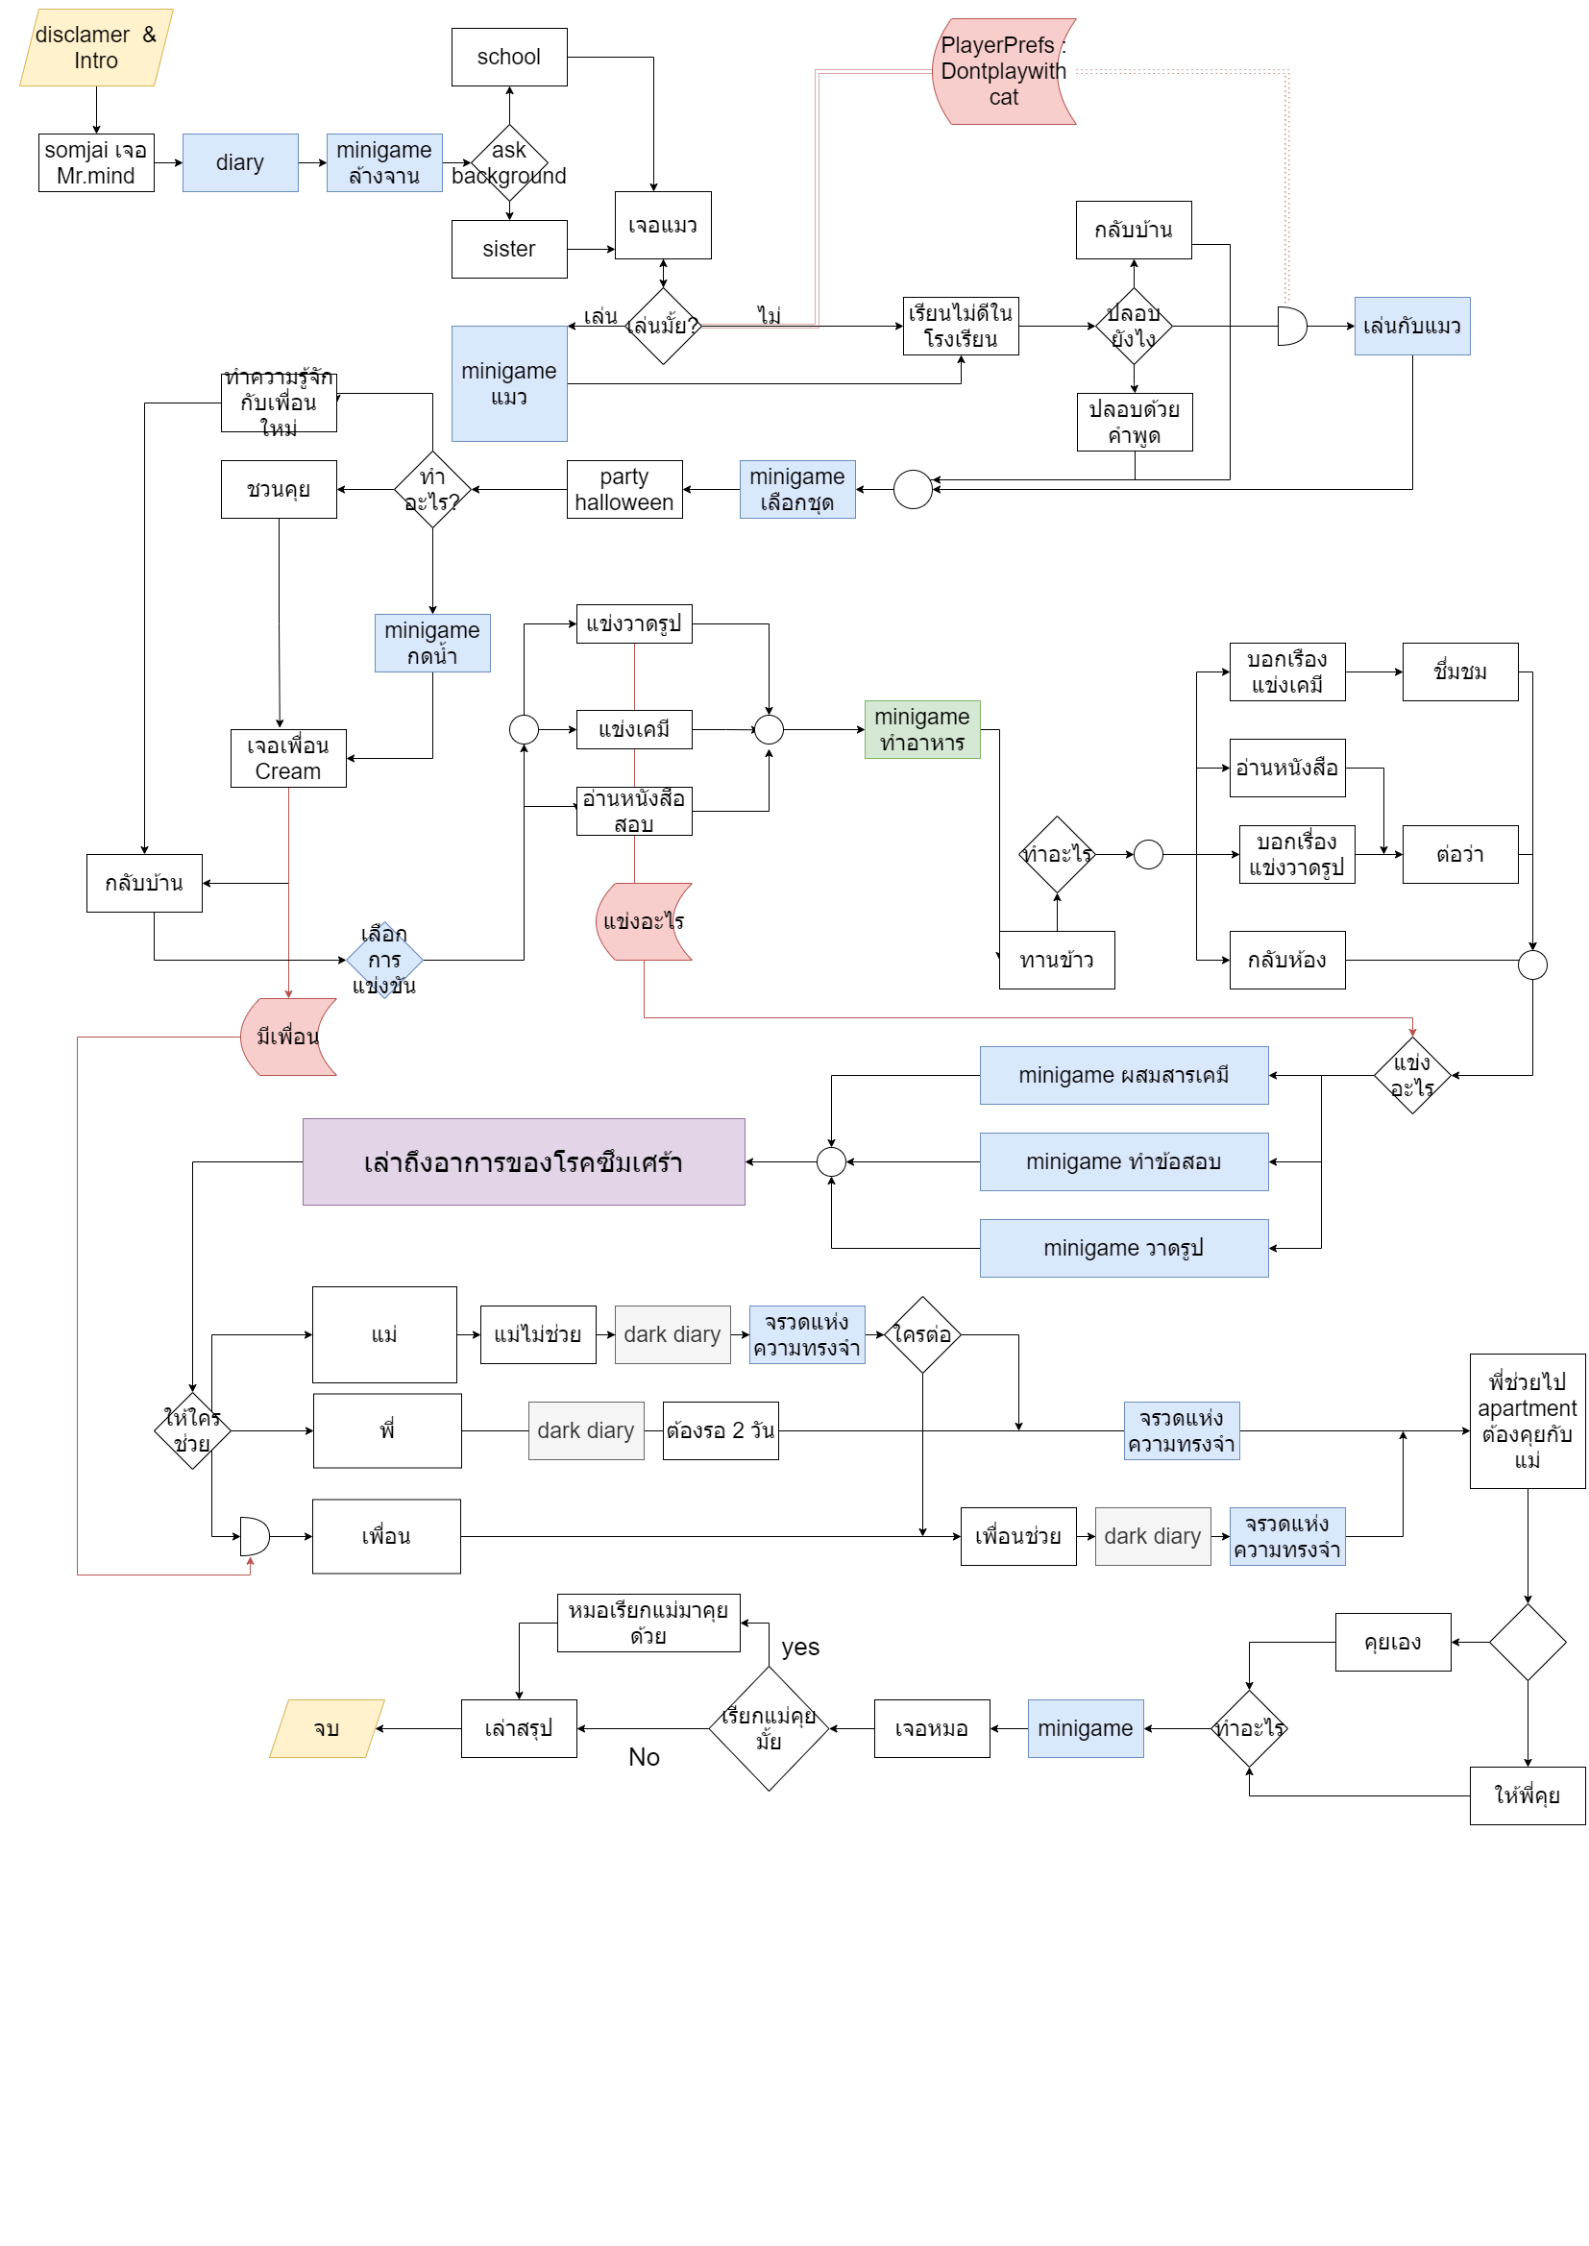 disclamer &
Intro
school
PlayerPrefs :
Dontplaywith
cat
somjai เจอ
Mr.mind
diary
minigame
ล้างจาน
ask
background
sister
เจอแมว
กลับบ้าน
เล่น
เล่นมั้ย?
ไม่
เรียนไม่ดีใน
โรงเรียน
ปลอบ
ยังไง
เล่นกับแมว
minigame
แมว
ทำความรู้จัก
กับเพื่อน
ใหม่
ปลอบด้วย
คำพูด
ชวนคุย
ทำ
อะไร?
party
halloween
minigame
เลือกชุด
minigame
กดน้ำ
แข่งวาดรูป
แข่งเคมี
อ่านหนังสือ
สอบ
เจอเพื่อน
Cream
minigame
ทำอาหาร
บอกเรือง
แข่งเคมี
ชื่มชม
อ่านหนังสือ
บอกเรื่อง
แข่งวาดรูป
ต่อว่า
ทำอะไร
กลับบ้าน
แข่งอะไร
เลือก
การ
แข่งขัน
ทานข้าว
กลับห้อง
มีเพื่อน
แข่ง
อะไร
minigame ผสมสารเคมี
เล่าถึงอาการของโรคซึมเศร้า
minigame ทำข้อสอบ
minigame วาดรูป
แม่
แม่ไม่ช่วย
dark diary
จรวดแห่ง
ความทรงจำ
ใครต่อ
ให้ใคร
ช่วย
พี่
dark diary
ต้องรอ 2 วัน
จรวดแห่ง
ความทรงจำ
พี่ช่วยไป
apartment
ต้องคุยกับ
แม่
เพื่อน
เพื่อนช่วย
dark diary
จรวดแห่ง
ความทรงจำ
หมอเรียกแม่มาคุย
ด้วย
yes
คุยเอง
จบ
เล่าสรุป
No
เรียกแม่คุย
มั้ย
เจอหมอ
minigame
ทำอะไร
ให้พี่คุย